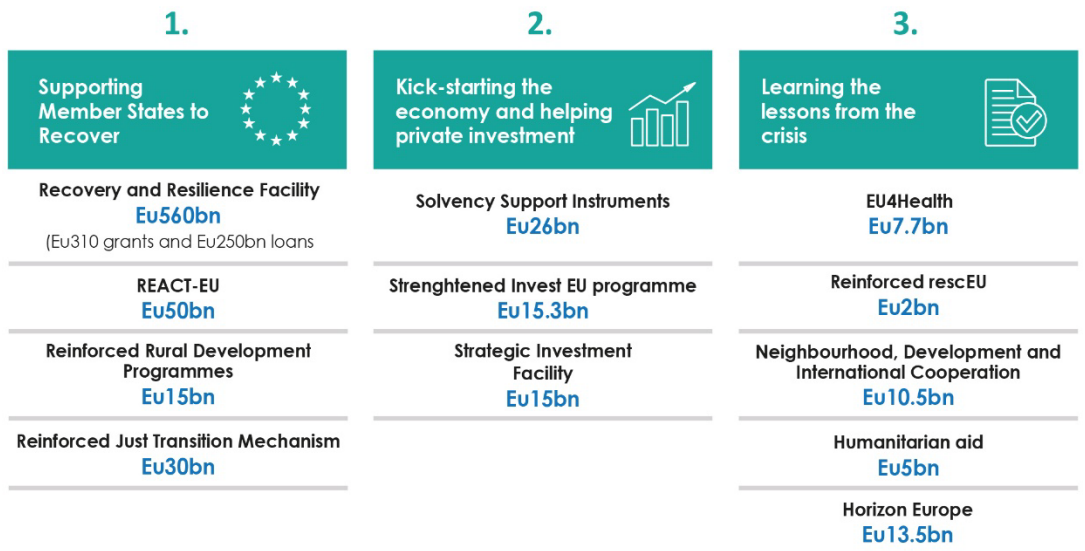 1.
Supporting
Member States to
Recover
Recovery and Resilience Facility
Eu560bn
(Eu310 grants and Eu250bn loans
REACT-EU
Eu50bn
Reinforced Rural Development
Programmes
Eu15bn
Reinforced Just Transition Mechanism
Eu30bn
2.
Kick-starting the
economy and helping
private investment
Solvency Support Instruments
Eu26bn
Strenghtened Invest EU programme
Eu15.3bn
Strategic Investment
Facility
Eu15bn
3.
Learning the
lessons from the
crisis
EU4Health
Eu7.7bn
Reinforced rescEU
Eu2bn
Neighbourhood, Development and
International Cooperation
Eu10.5bn
Humanitarian aid
Eu5bn
Horizon Europe
Eu13.5bn